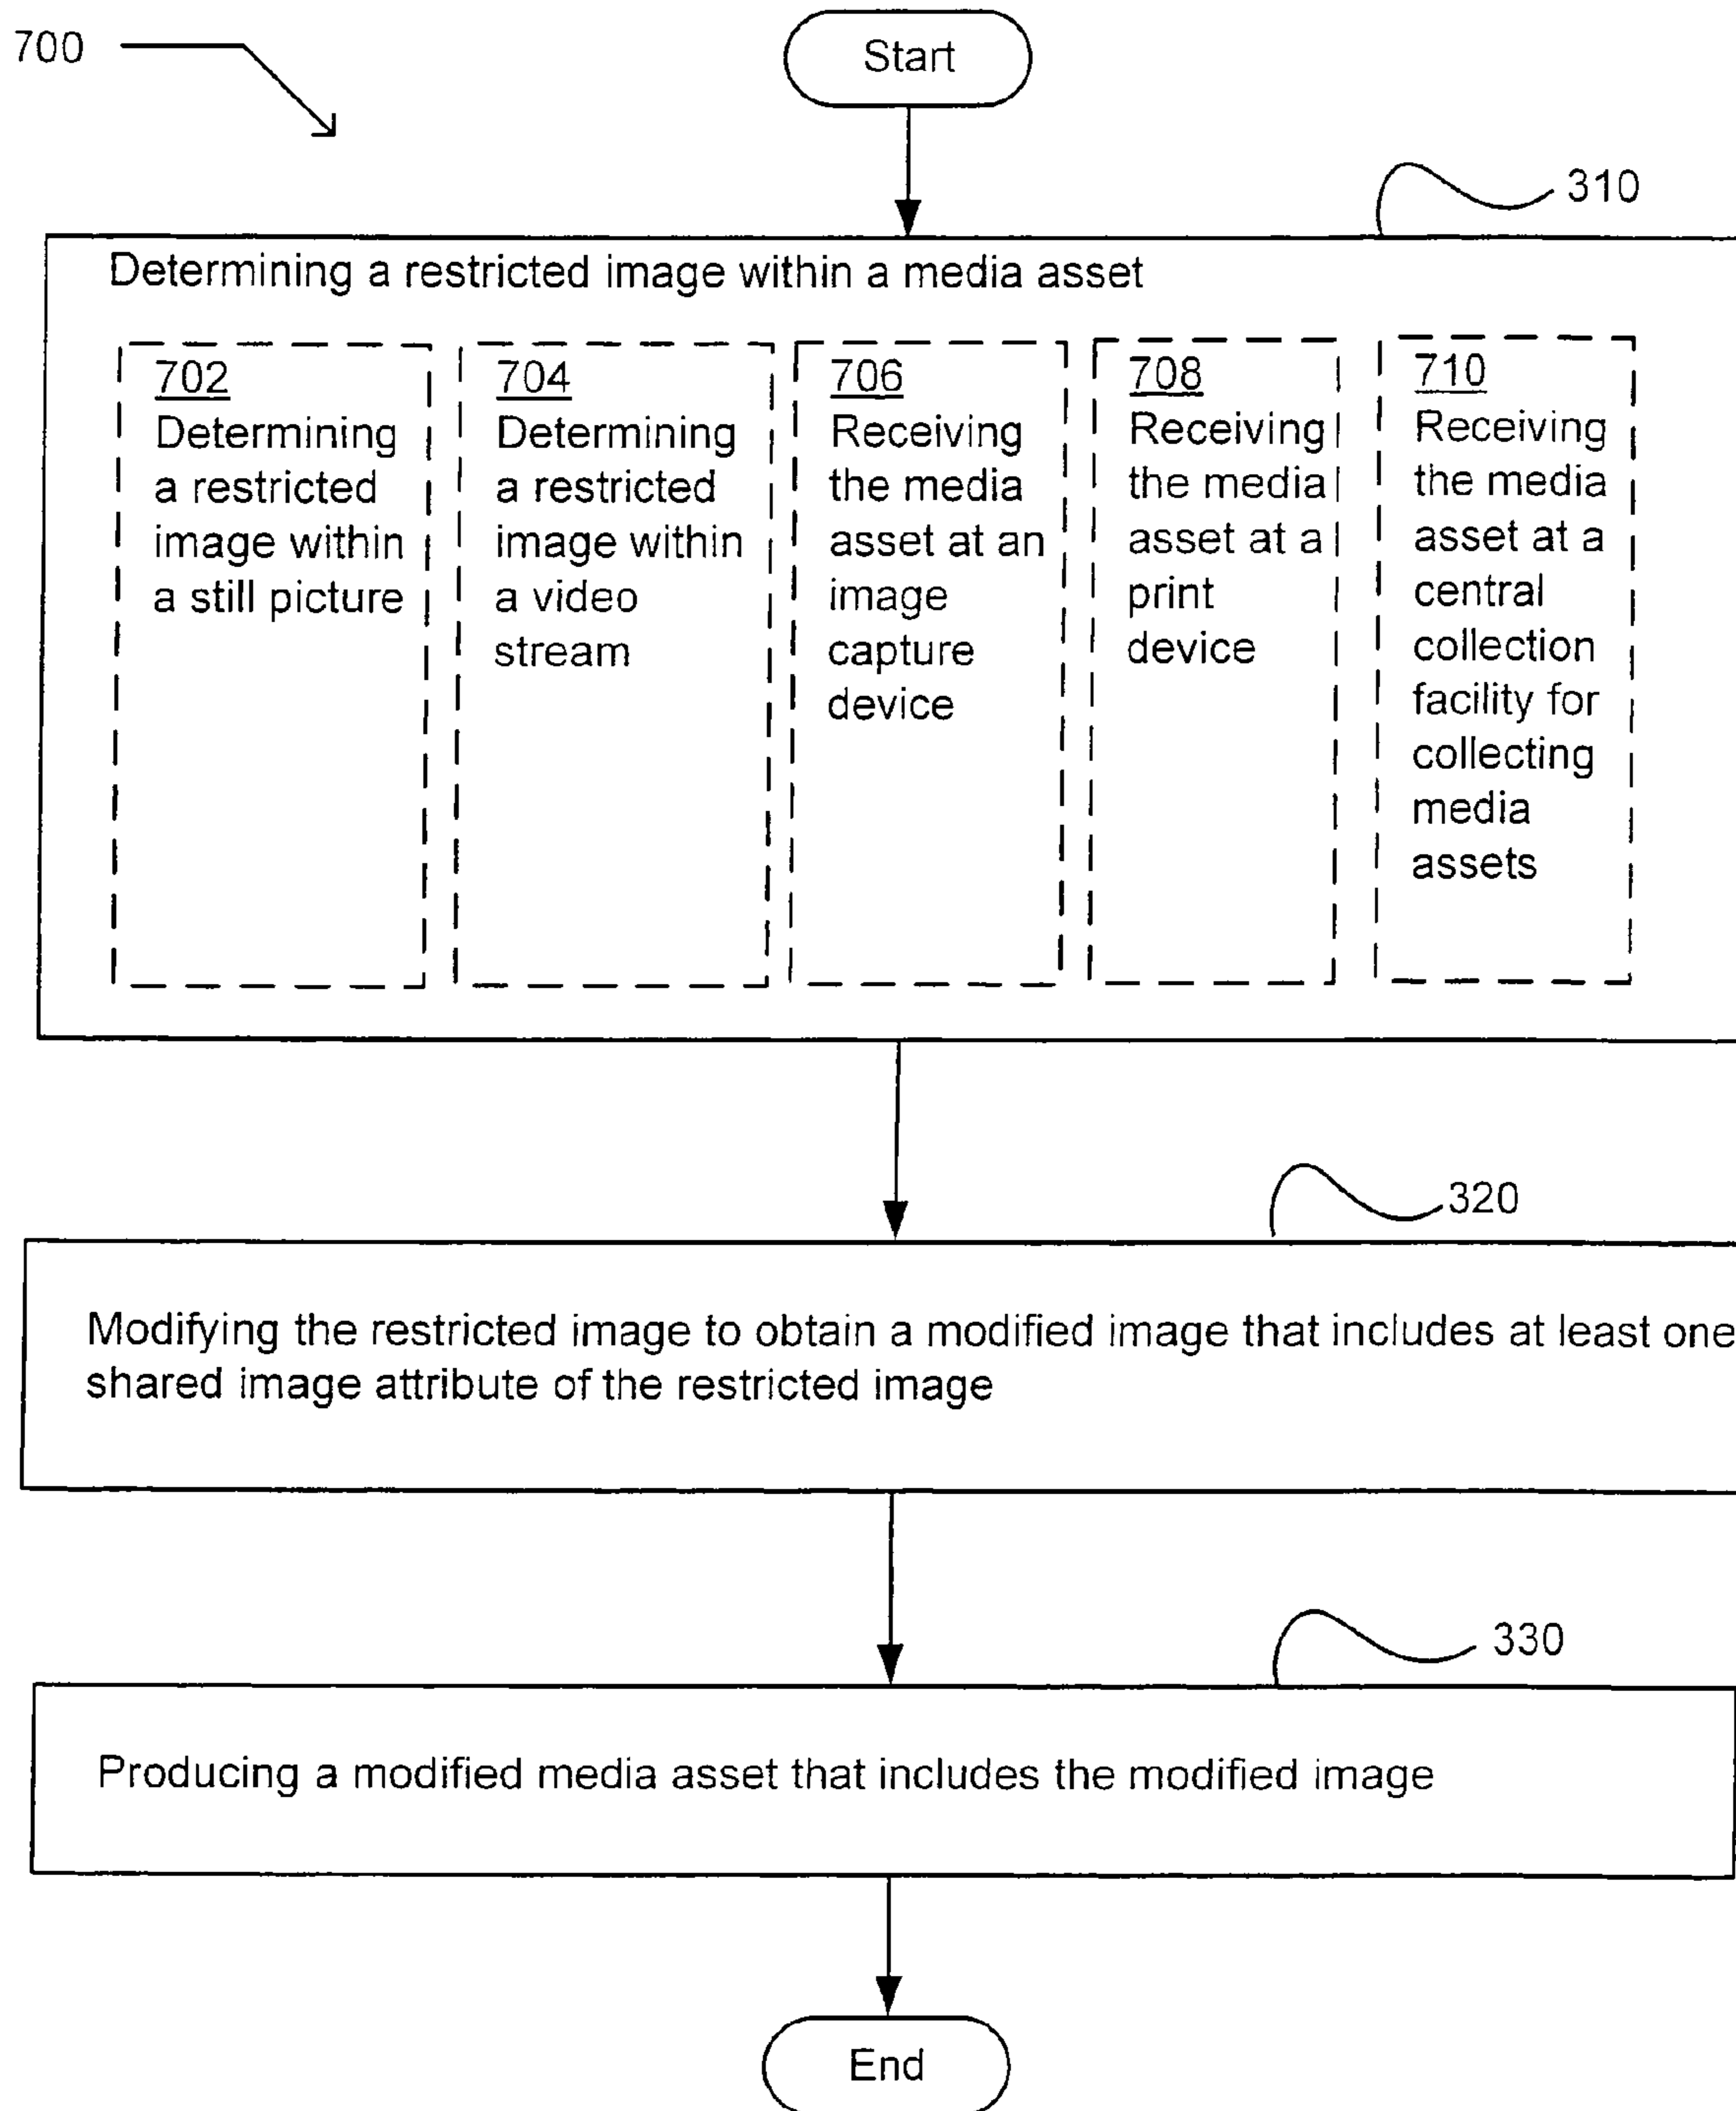 700
Start
310
Determining a restricted image within a media asset
702
Determining
a restricted
image within
a still picture
704
Determining
a restricted
image within
a video
stream
706
Receiving
the media
asset at an
image
capture
device
708
Receiving
the media
asset at a
print
device
710
Receiving
the media
asset at a
central
collection
facility for
collecting
media
assets
320
Modifying the restricted image to obtain a modified image that includes at least one
shared image attribute of the restricted image
330
Producing a modified media asset that includes the modified image
End